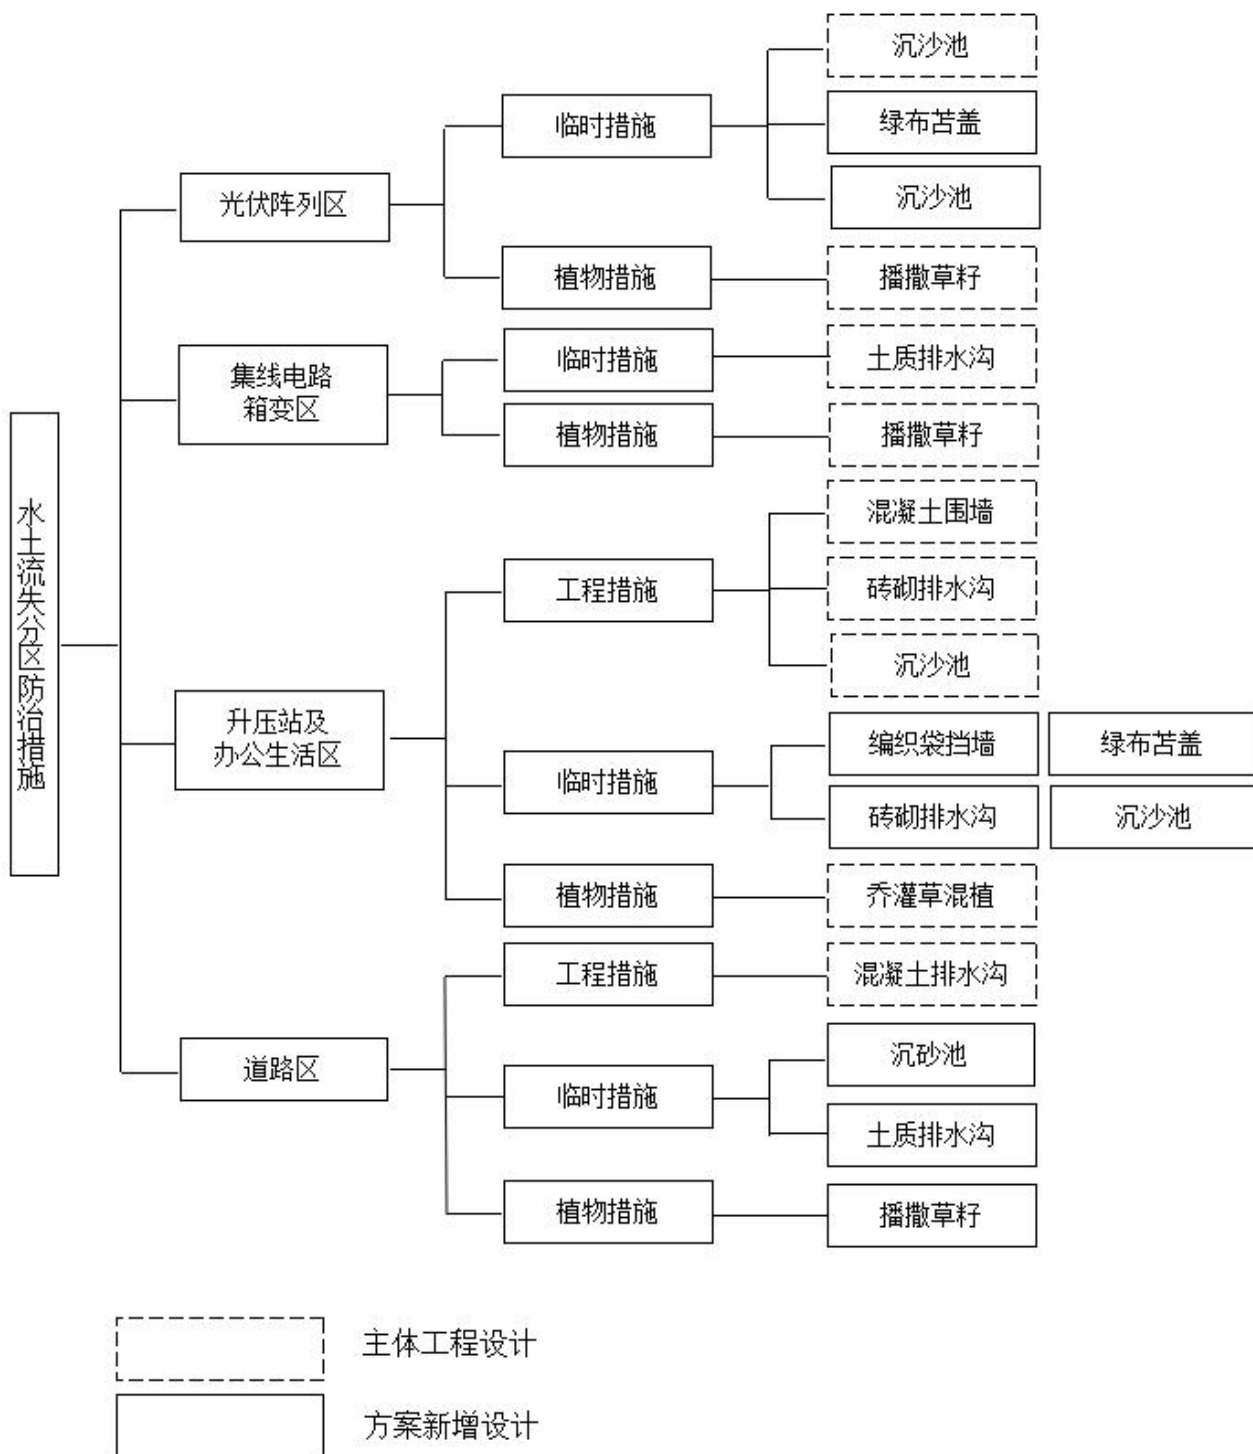 水土流失分区防治措施
光伏阵列区
临时措施
沉沙池
绿布苫盖
沉沙池
植物措施
播撒草籽
集线电路
箱变区
临时措施
土质排水沟
植物措施
播撒草籽
升压站及
办公生活区
工程措施
混凝土围墙
砖砌排水沟
沉沙池
临时措施
编织袋挡墙
绿布苫盖
砖砌排水沟
沉沙池
植物措施
乔灌草混植
道路区
工程措施
混凝土排水沟
临时措施
沉砂池
土质排水沟
植物措施
播撒草籽
主体工程设计
方案新增设计